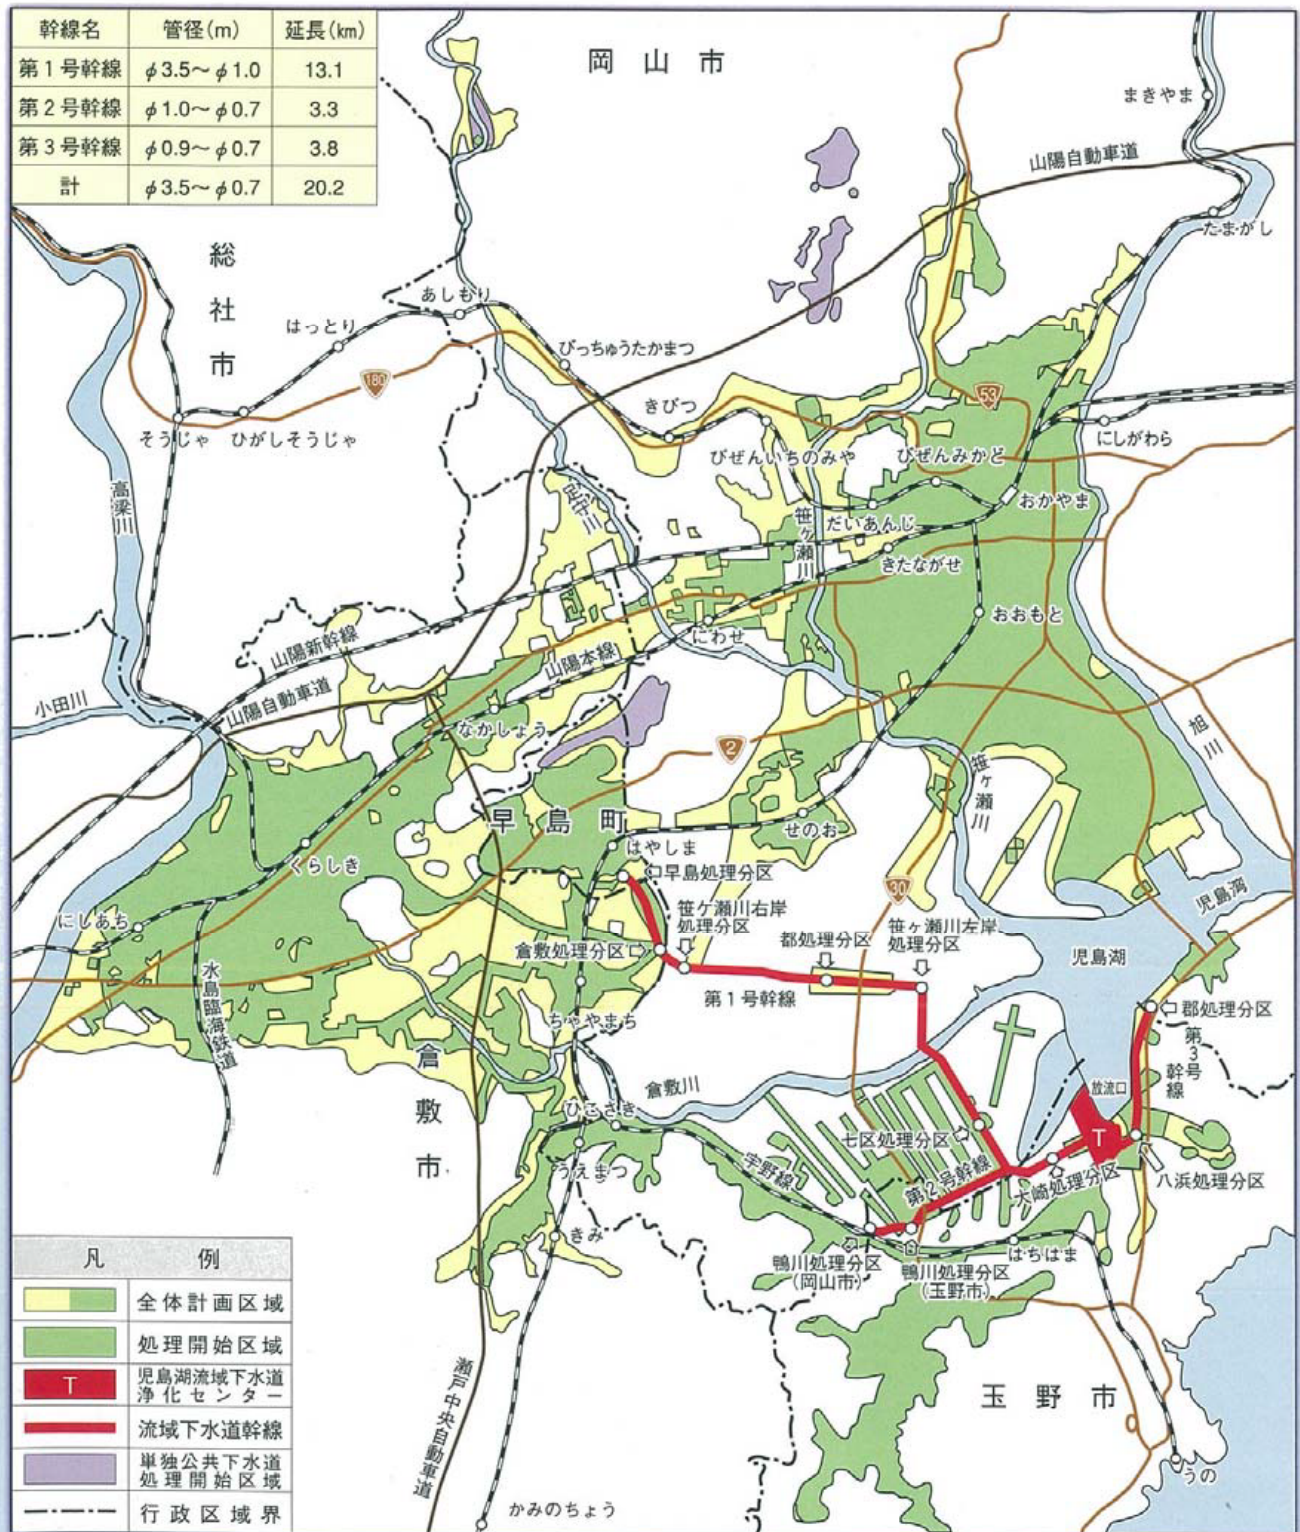 幹線名 管径(m) 延長(km)
第1号幹線 φ3.5～φ1.0 13.1
第2号幹線 φ1.0～φ0.7 3.3
第3号幹線 φ0.9～φ0.7 3.8
計 φ3.5～φ0.7 20.2
岡山市
まきやま
山陽自動車道
たまがし
総社市
あしもり
はっとり
びっちゅうたかまつ
180
53
きびつ
そうじゃ
ひがしそうじゃ
びぜんいちのみや
びぜんみかど
にしがわら
高梁川
足守川
笹ヶ瀬川
だいあんじ
おかやま
きたながせ
おおもと
にわせ
山陽新幹線
山陽本線
小田川
山陽自動車道
なかしょう
2
旭川
笹ヶ瀬川
早島町
せのお
はやしま
くらしき
早島処理分区
30
児島湾
にしあち
笹ケ瀬川右岸
処理分区
笹ヶ瀬川左岸
処理分区
倉敷処理分区
都処理分区
児島湖
水島臨海鉄道
第1号幹線
郡処理分区
ちゃやまち
第3号幹線
倉敷市
倉敷川
放流口
ひこさき
七区処理分区
T
うえまつ
宇野線
第2号幹線
大崎処理分区
八浜処理分区
きみ
はちはま
鴨川処理分区
(岡山市)
鴨川処理分区
(玉野市)
凡例
全体計画区域
処理開始区域
T
児島湖流域下水道
浄化センター
流域下水道幹線
単独公共下水道
処理開始区域
行政区域界
瀬戸中央自動車道
玉野市
うの
かみのちょう